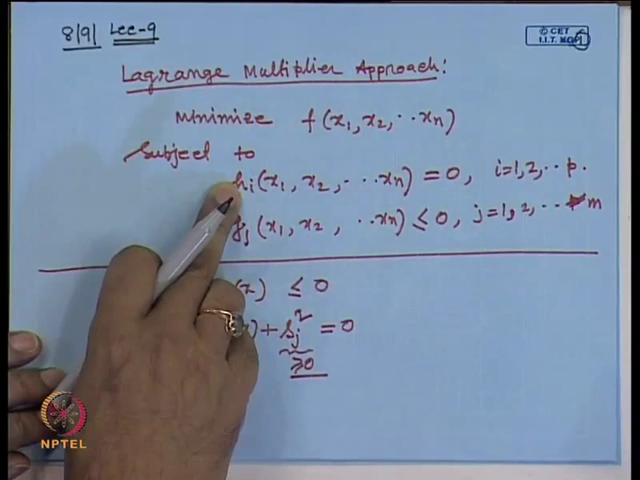 8/9/ Lec-9
© CET
I.I.T. KGP
Lagrange Multiplier Approach:
Minimize f(x₁, x₂, ·· xₙ)
Subject to
hᵢ(x₁, x₂, · ·· xₙ) = 0, i=1,2, ·· p.
gⱼ(x₁, x₂, ·· xₙ) ≤ 0, j=1,2, ·· m
(x) ≤ 0
) + sⱼ² = 0
≥0
NPTEL